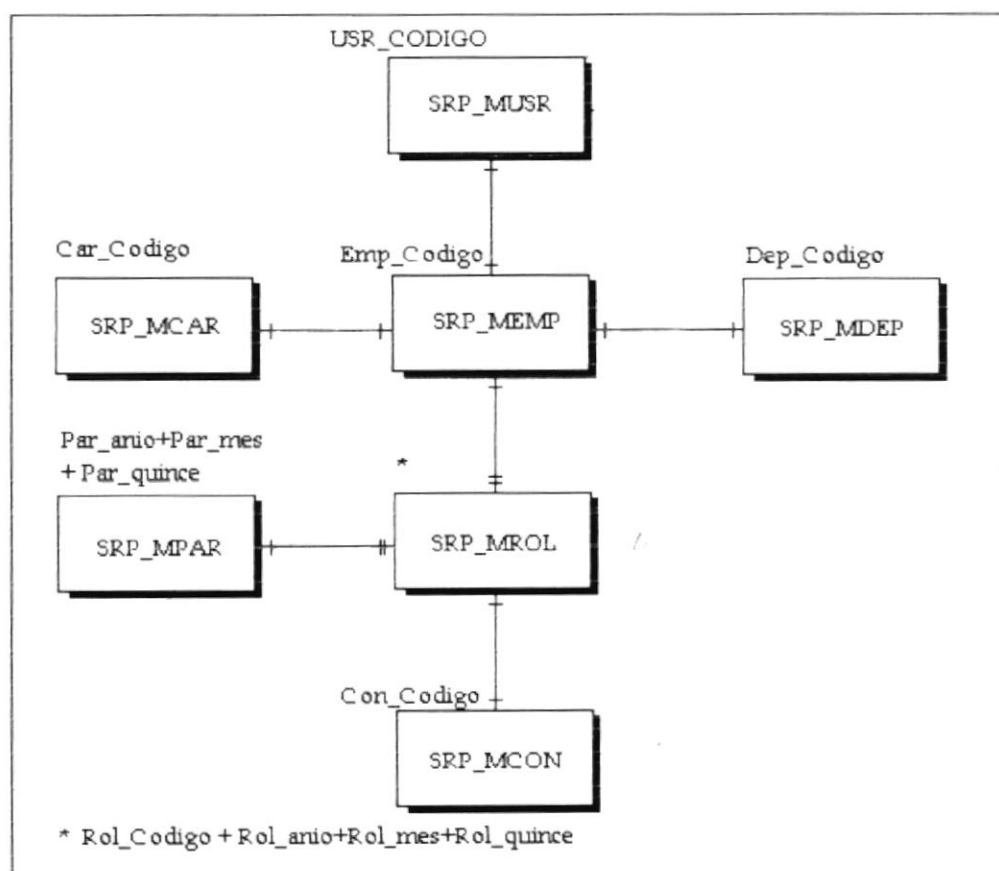 USR_CODIGO
SRP_MUSR
Car_Codigo
Emp_Codigo
Dep_Codigo
SRP_MCAR
SRP_MEMP
SRP_MDEP
Par_anio+Par_mes
+ Par_quince
*
SRP_MPAR
SRP_MROL
Con_Codigo
SRP_MCON
* Rol_Codigo + Rol_anio+Rol_mes+Rol_quince